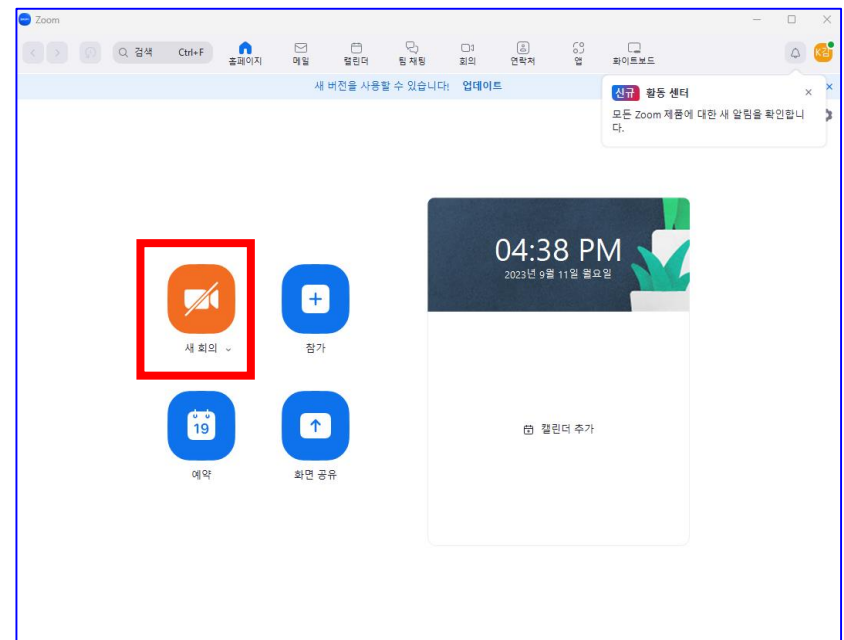 zoom Zoom
검색 Ctrl+F
홈페이지
메일
캘린더
팀 채팅
회의
연락처
앱
화이트보드
K김
새 버전을 사용할 수 있습니다! 업데이트
신규 활동 센터
모든 Zoom 제품에 대한 새 알림을 확인합니
다.
04:38 PM
2023년 9월 11일 월요일
새 회의
참가
19
예약
화면 공유
캘린더 추가